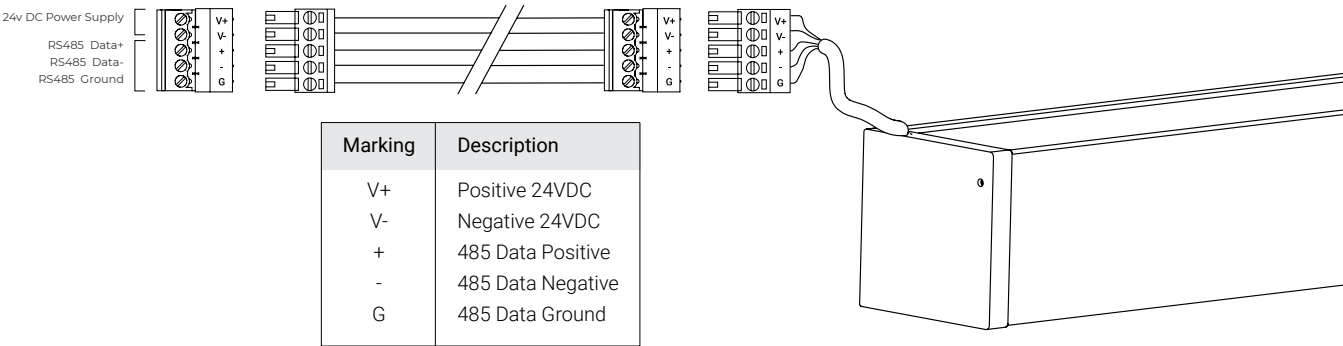 24v DC Power Supply
RS485 Data+
RS485 Data-
RS485 Ground
V+
V-
+
-
G
V+
V-
+
-
G
V+
V-
+
-
G
Marking Description
V+ Positive 24VDC
V- Negative 24VDC
+ 485 Data Positive
- 485 Data Negative
G 485 Data Ground